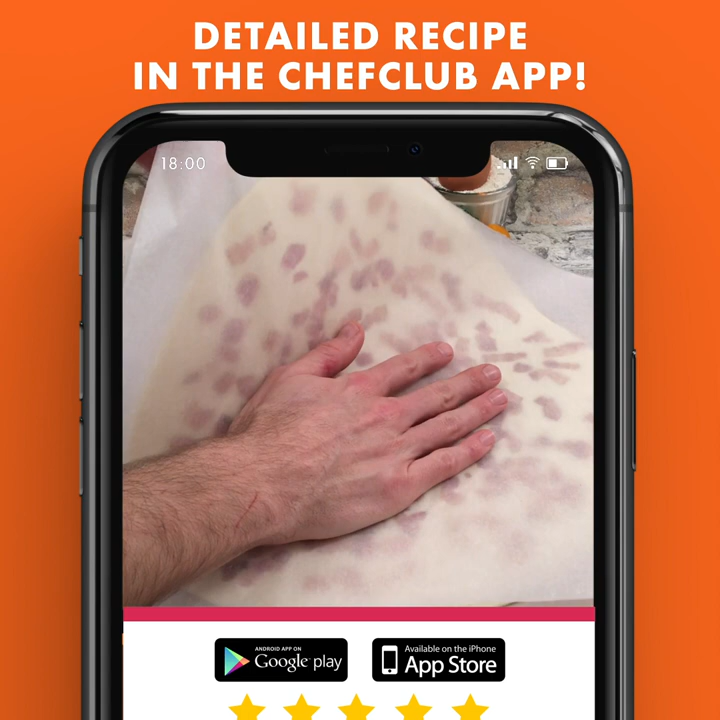 DETAILED RECIPE
IN THE CHEFCLUB APP!
18:00
ANDROID APP ON
Google play
Available on the iPhone
App Store